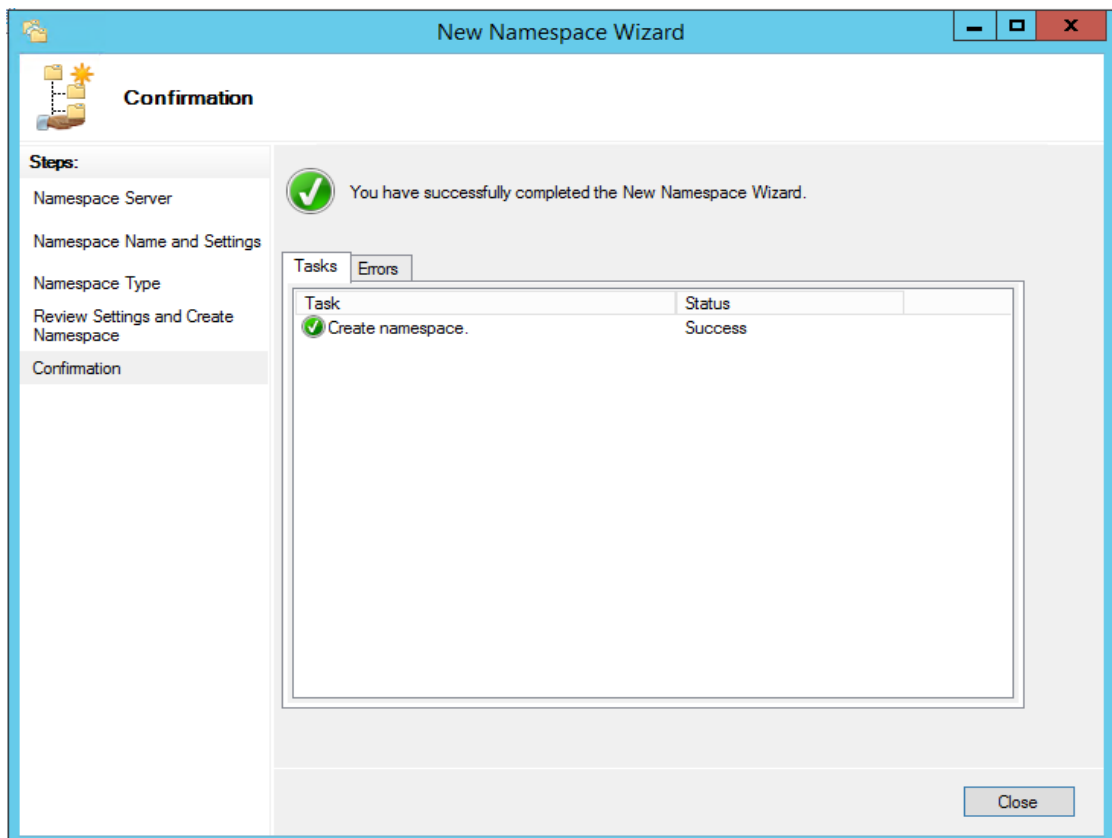 New Namespace Wizard
Confirmation
Steps:
Namespace Server
Namespace Name and Settings
Namespace Type
Review Settings and Create
Namespace
Confirmation
You have successfully completed the New Namespace Wizard.
Tasks Errors
Task Status
Create namespace. Success
Close